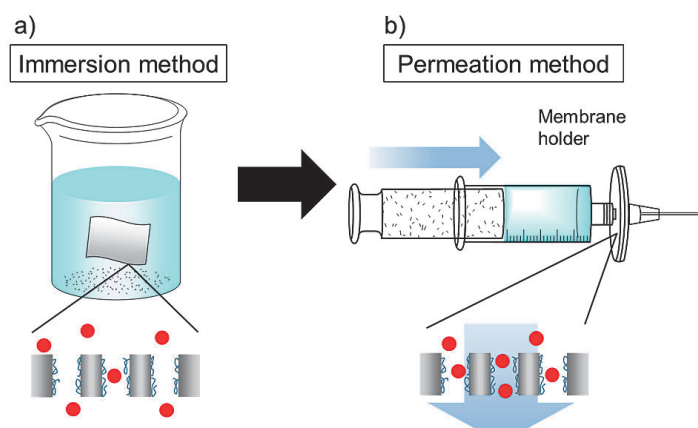 a)
Immersion method
b)
Permeation method
Membrane
holder